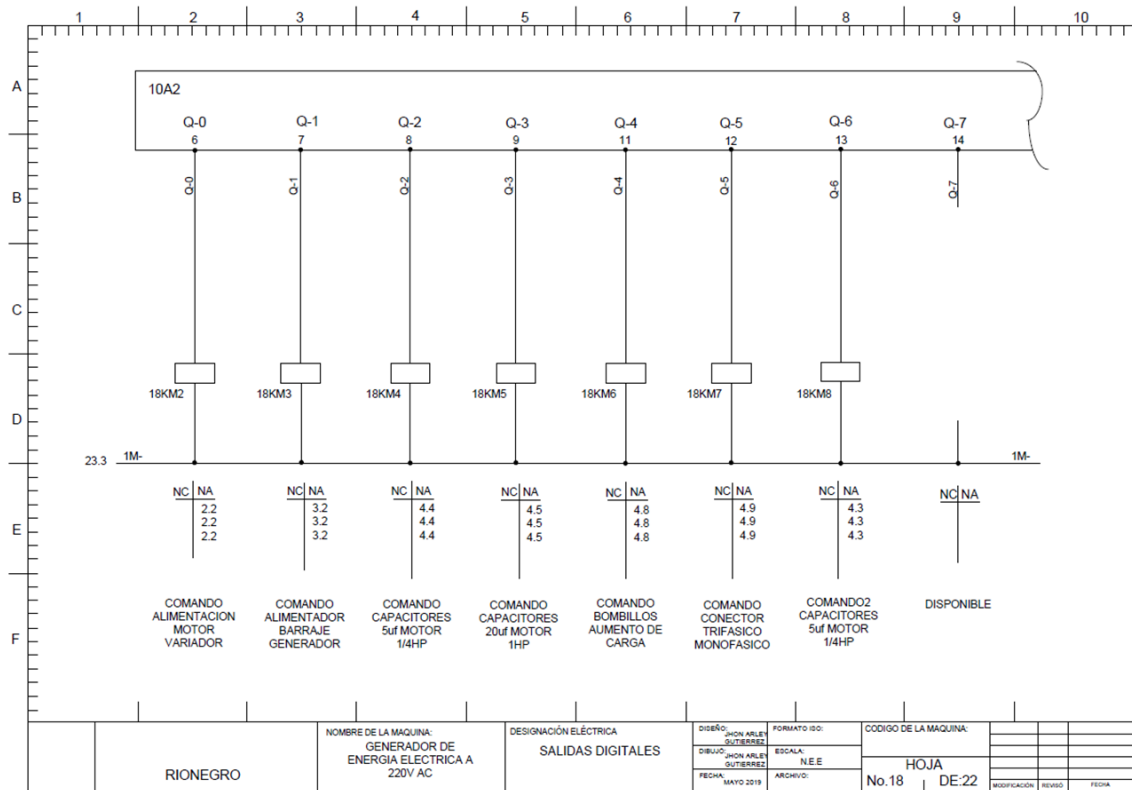 1 2 3 4 5 6 7 8 9 10
A
10A2
Q-0 Q-1 Q-2 Q-3 Q-4 Q-5 Q-6 Q-7
6 7 8 9 11 12 13 14
B
Q-0 Q-1 Q-2 Q-3 Q-4 Q-5 Q-6 Q-7
C
18KM2 18KM3 18KM4 18KM5 18KM6 18KM7 18KM8
D
23.3 1M- 1M-
NC NA NC NA NC NA NC NA NC NA NC NA NC NA NC NA
2.2 3.2 4.4 4.5 4.8 4.9 4.3
E
2.2 3.2 4.4 4.5 4.8 4.9 4.3
2.2 3.2 4.4 4.5 4.8 4.9 4.3
F
COMANDO
ALIMENTACION
MOTOR
VARIADOR
COMANDO
ALIMENTADOR
BARRAJE
GENERADOR
COMANDO
CAPACITORES
5uf MOTOR
1/4HP
COMANDO
CAPACITORES
20uf MOTOR
1HP
COMANDO
BOMBILLOS
AUMENTO DE
CARGA
COMANDO
CONECTOR
TRIFASICO
MONOFASICO
COMANDO2
CAPACITORES
5uf MOTOR
1/4HP
DISPONIBLE
RIONEGRO
NOMBRE DE LA MAQUINA:
GENERADOR DE
ENERGIA ELECTRICA A
220V AC
DESIGNACIÓN ELÉCTRICA
SALIDAS DIGITALES
DISEÑO:
JHON ARLEY
GUTIERREZ
DIBUJO:
JHON ARLEY
GUTIERREZ
FECHA:
MAYO 2019
FORMATO ISO:
ESCALA:
N.E.E
ARCHIVO:
CODIGO DE LA MAQUINA:
HOJA
No.18 DE:22
MODIFICACIÓN REVISÓ FECHA